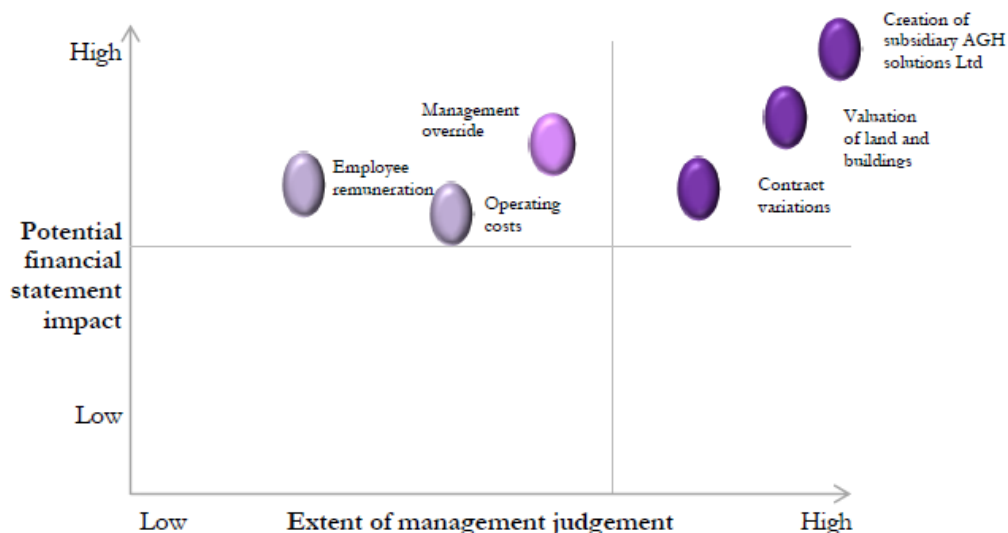 High
Creation of
subsidiary AGH
solutions Ltd
Management
override
Valuation
of land and
buildings
Employee
remuneration
Operating
costs
Contract
variations
Potential
financial
statement
impact
Low
Low
Extent of management judgement
High